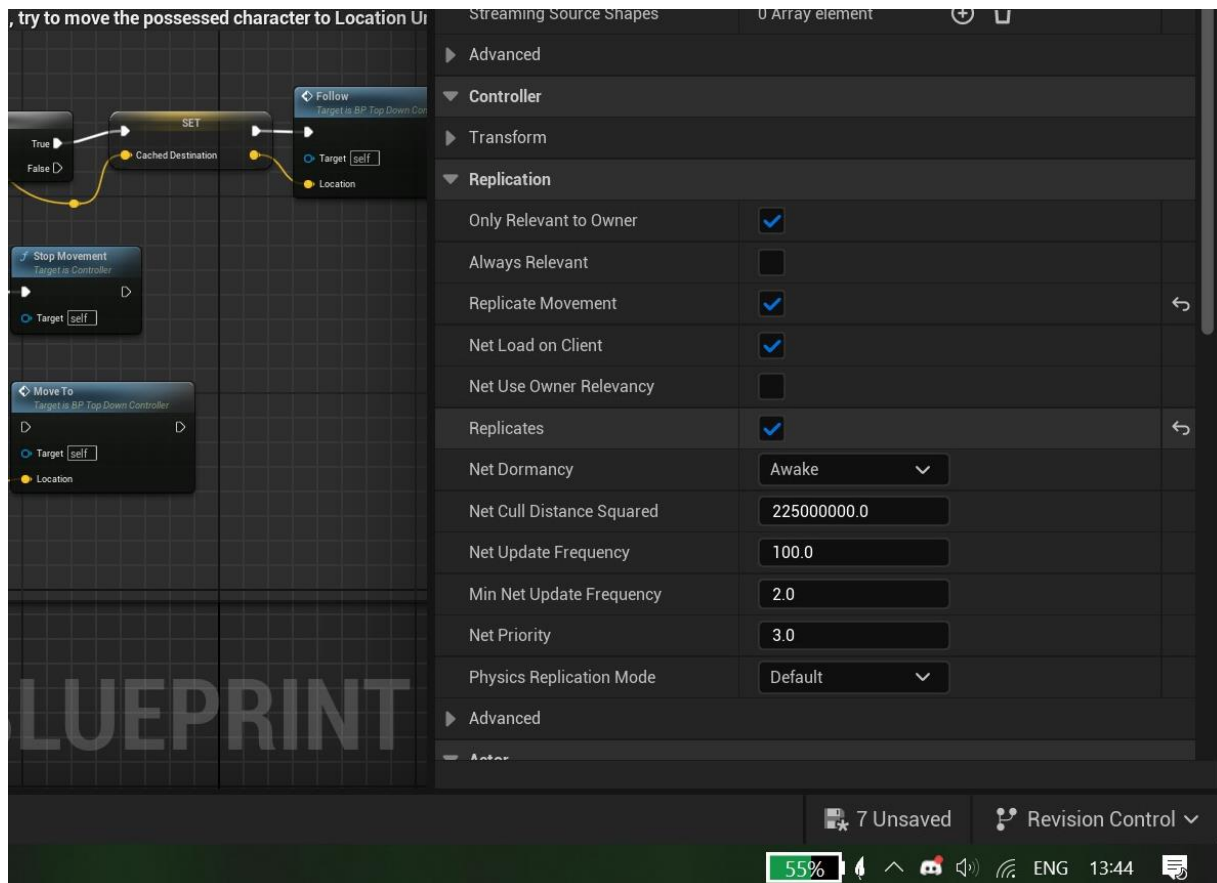 , try to move the possessed character to Location Ur
SET
True
False
Cached Destination
Follow
Target is BP Top Down Con
Target self
Location
Stop Movement
Target is Controller
Target self
Move To
Target is BP Top Down Controller
Target self
Location
LUEPRINT
Streaming Source Shapes 0 Array element
Advanced
Controller
Transform
Replication
Only Relevant to Owner
Always Relevant
Replicate Movement
Net Load on Client
Net Use Owner Relevancy
Replicates
Net Dormancy Awake
Net Cull Distance Squared 225000000.0
Net Update Frequency 100.0
Min Net Update Frequency 2.0
Net Priority 3.0
Physics Replication Mode Default
Advanced
Actor
7 Unsaved Revision Control
55% ENG 13:44